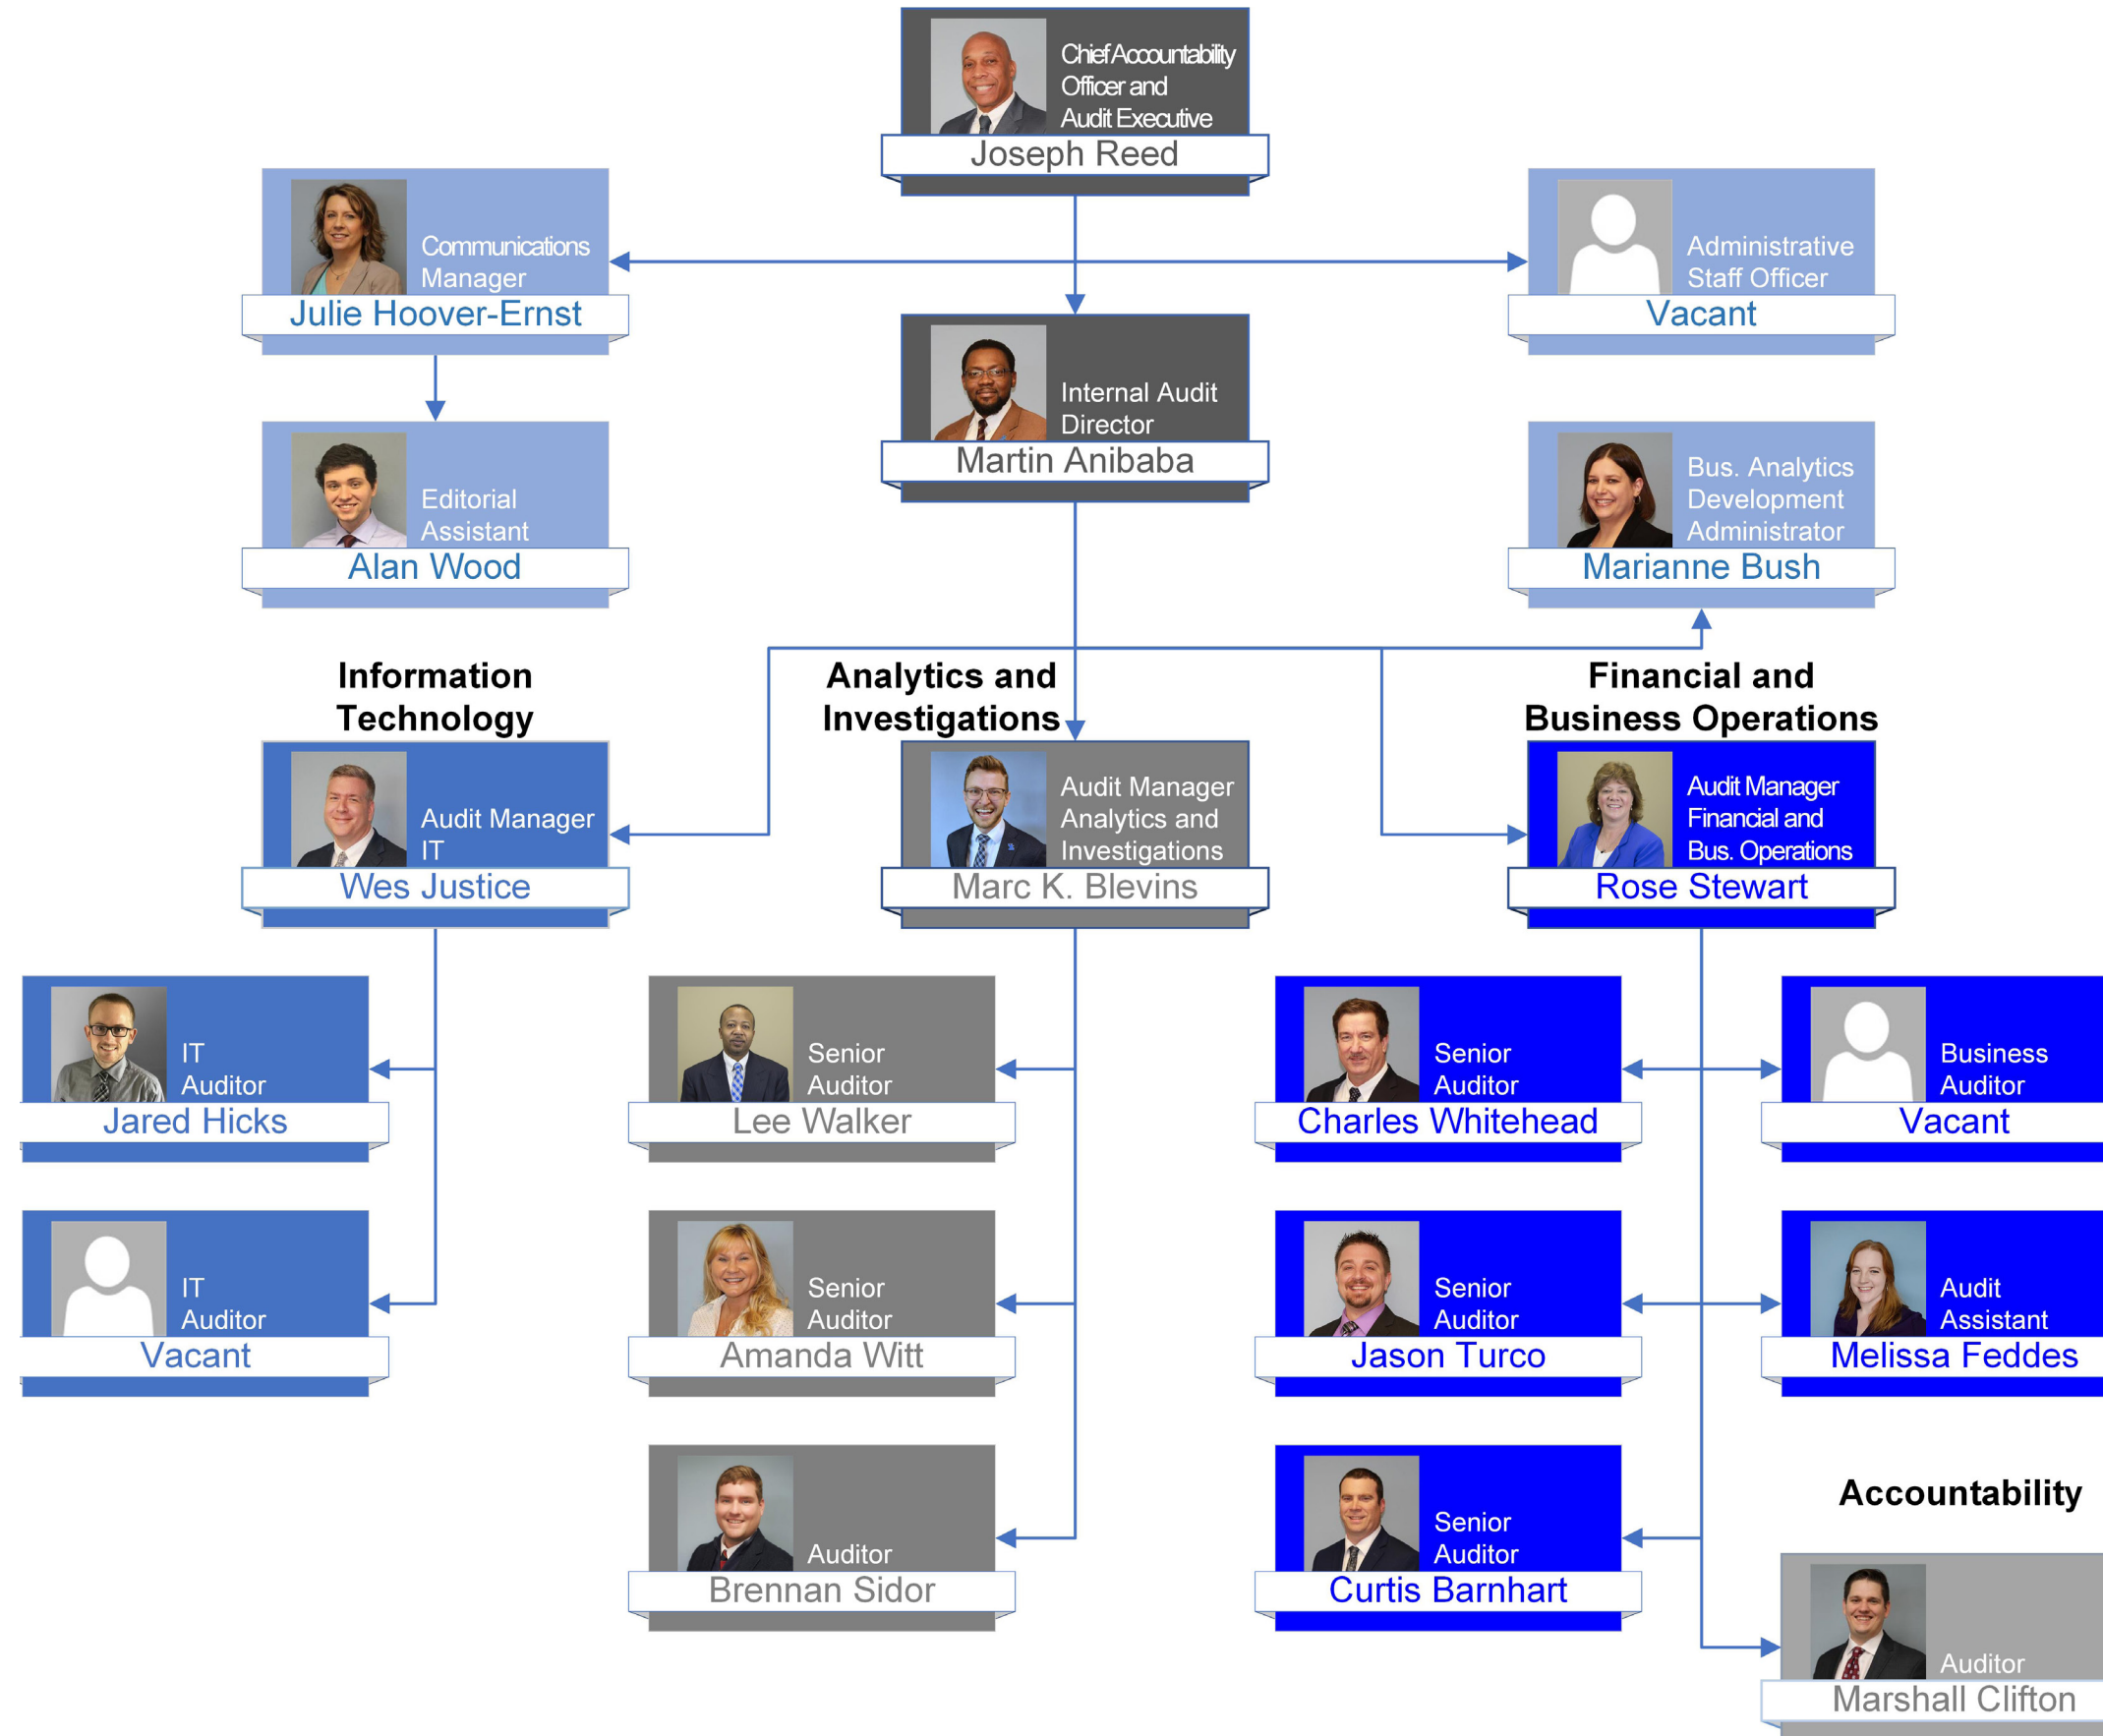 Chief Accountability
Officer and
Audit Executive
Joseph Reed
Communications
Manager
Julie Hoover-Ernst
Administrative
Staff Officer
Vacant
Internal Audit
Director
Martin Anibaba
Editorial
Assistant
Alan Wood
Bus. Analytics
Development
Administrator
Marianne Bush
Information
Technology
Analytics and
Investigations
Financial and
Business Operations
Audit Manager
IT
Wes Justice
Audit Manager
Analytics and
Investigations
Marc K. Blevins
Audit Manager
Financial and
Bus. Operations
Rose Stewart
IT
Auditor
Jared Hicks
Senior
Auditor
Lee Walker
Senior
Auditor
Charles Whitehead
Business
Auditor
Vacant
IT
Auditor
Vacant
Senior
Auditor
Amanda Witt
Senior
Auditor
Jason Turco
Audit
Assistant
Melissa Feddes
Auditor
Brennan Sidor
Senior
Auditor
Curtis Barnhart
Accountability
Auditor
Marshall Clifton